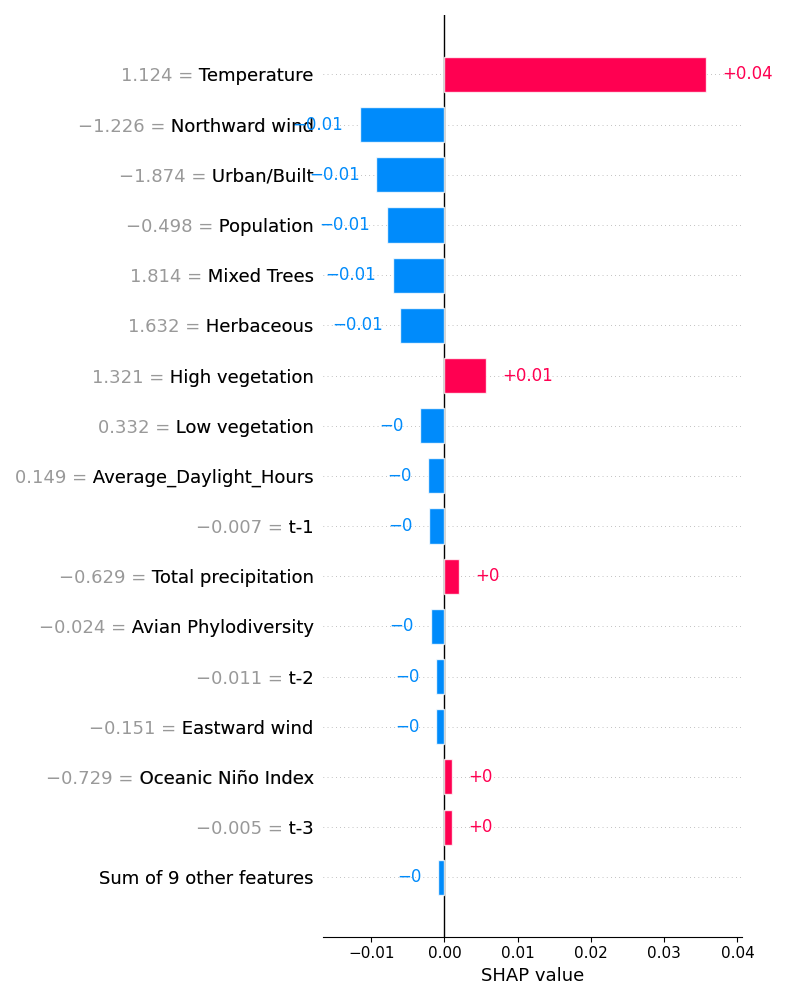 1.124 = Temperature +0.04
−1.226 = Northward wind −0.01
−1.874 = Urban/Built −0.01
−0.498 = Population −0.01
1.814 = Mixed Trees −0.01
1.632 = Herbaceous −0.01
1.321 = High vegetation +0.01
0.332 = Low vegetation −0
0.149 = Average_Daylight_Hours −0
−0.007 = t-1 −0
−0.629 = Total precipitation +0
−0.024 = Avian Phylodiversity −0
−0.011 = t-2 −0
−0.151 = Eastward wind −0
−0.729 = Oceanic Niño Index +0
−0.005 = t-3 +0
Sum of 9 other features −0
−0.01 0.00 0.01 0.02 0.03 0.04
SHAP value